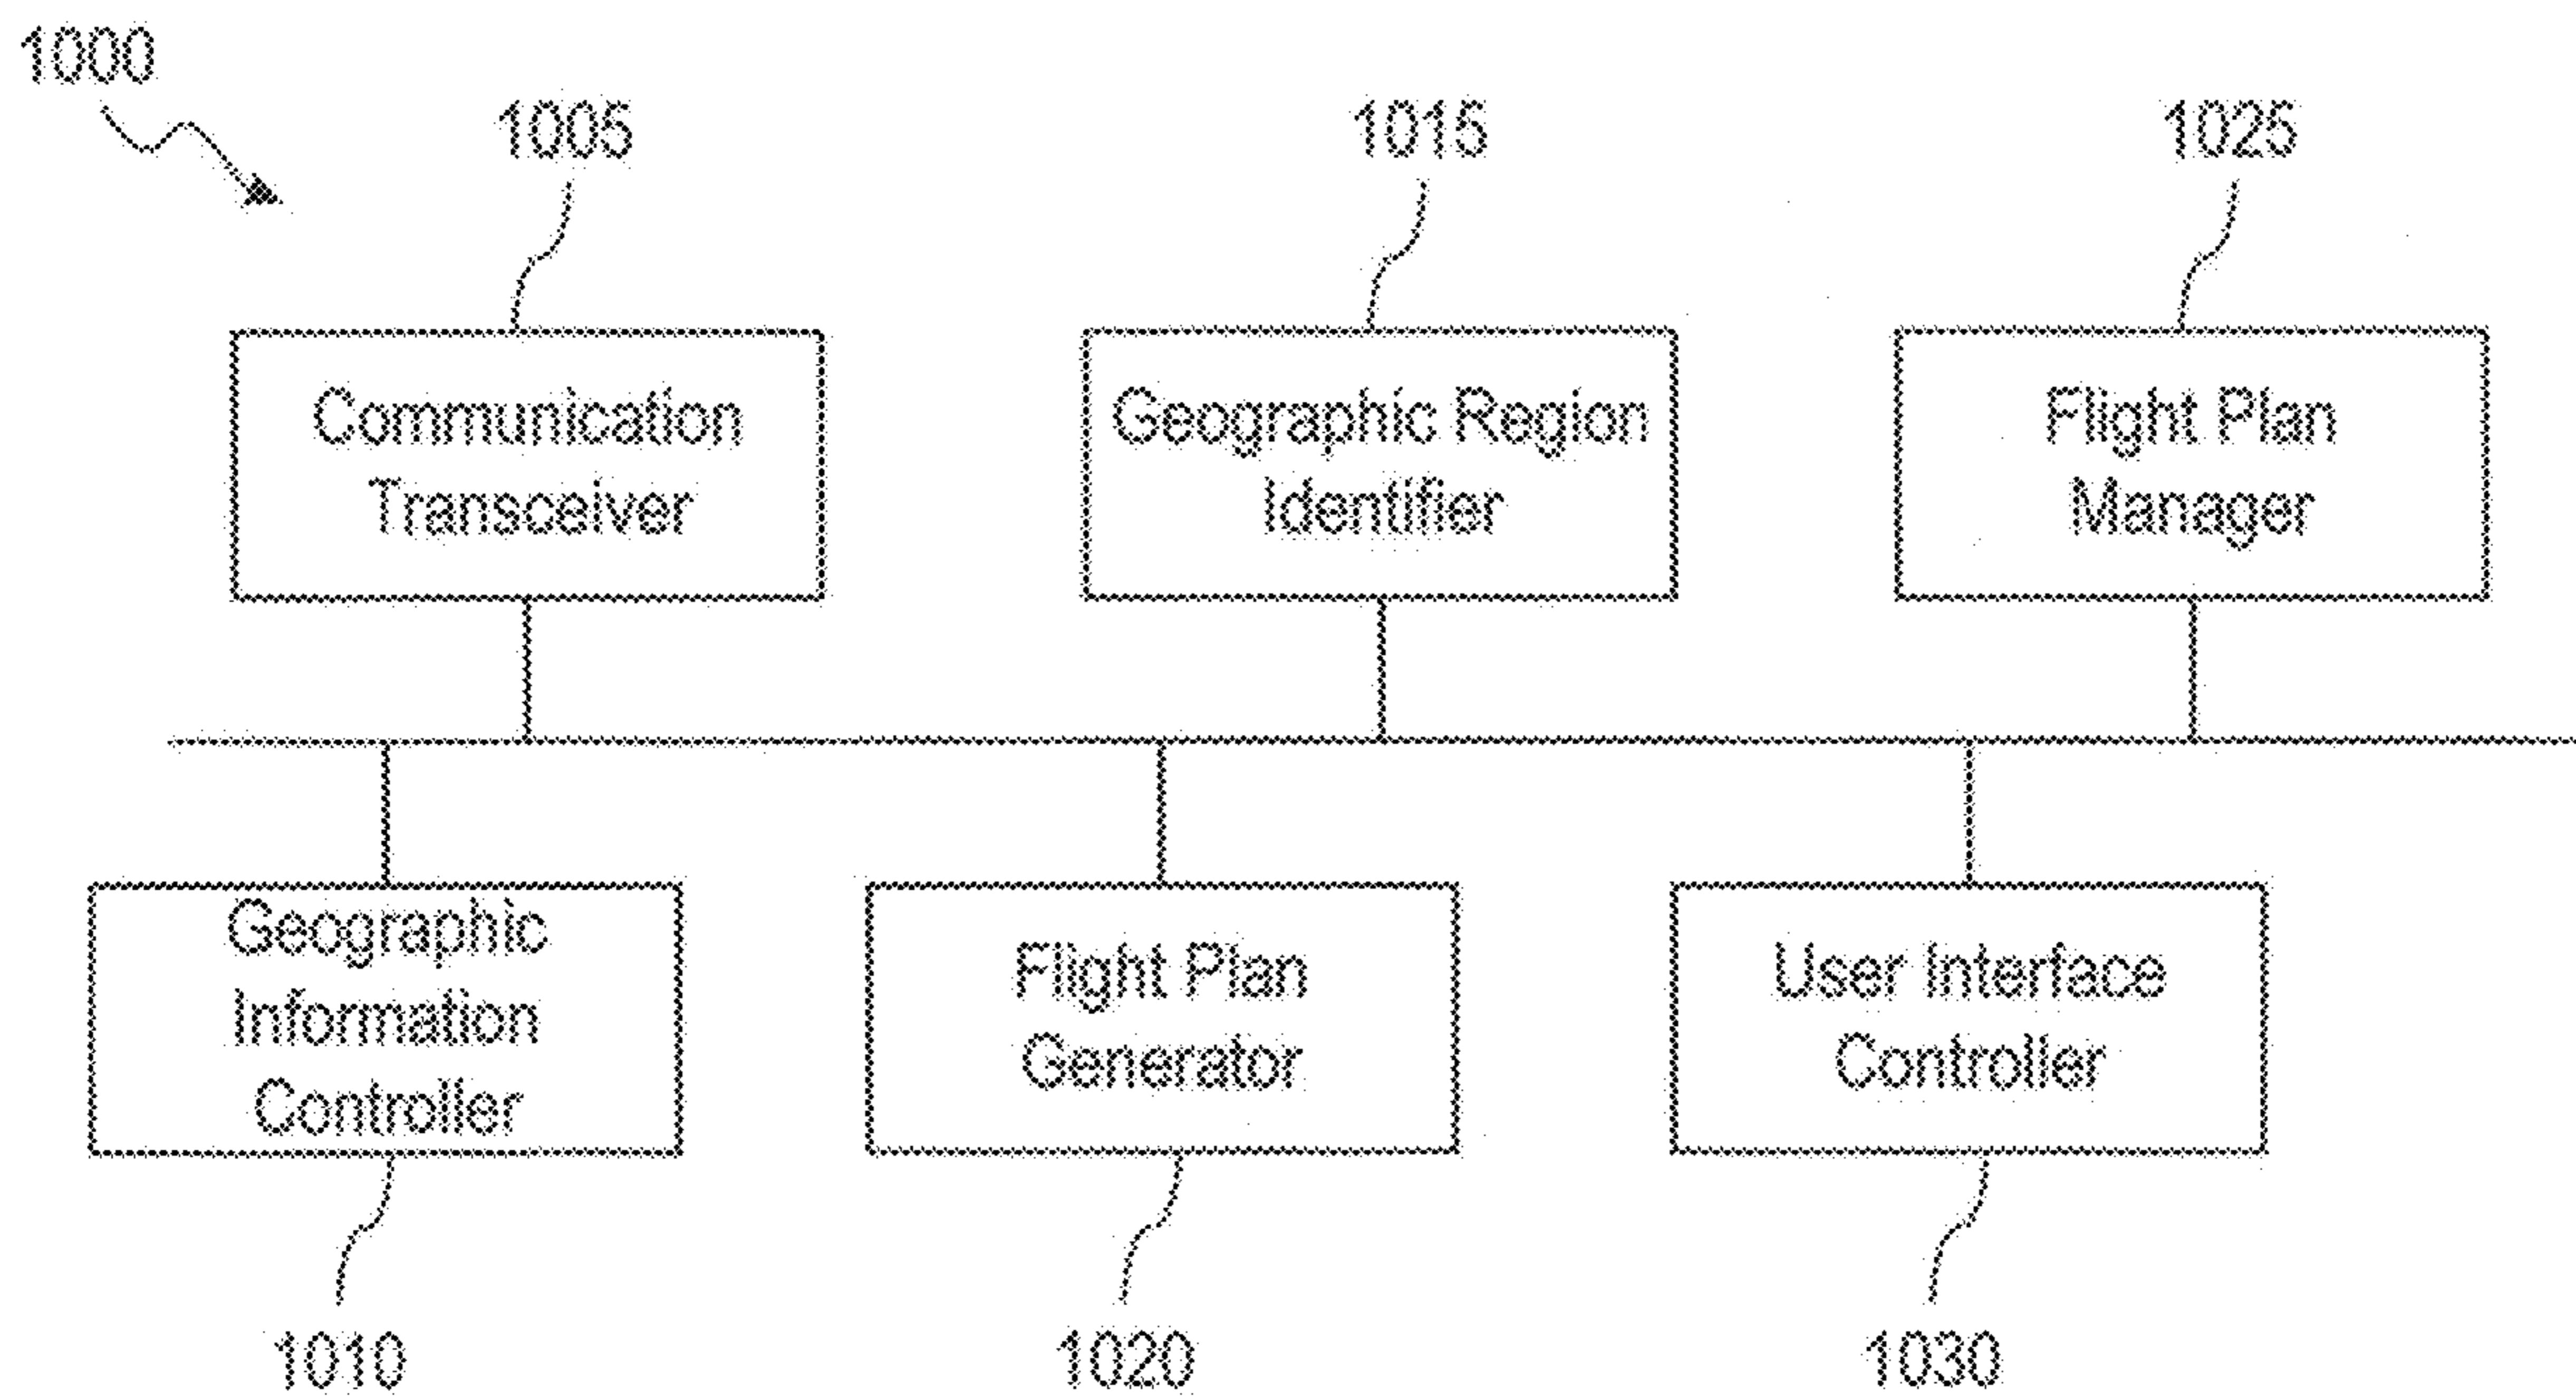 1000
1005
1015
1025
Communication
Transceiver
Geographic Region
Identifier
Flight Plan
Manager
Geographic
Information
Controller
Flight Plan
Generator
User Interface
Controller
1010
1020
1030